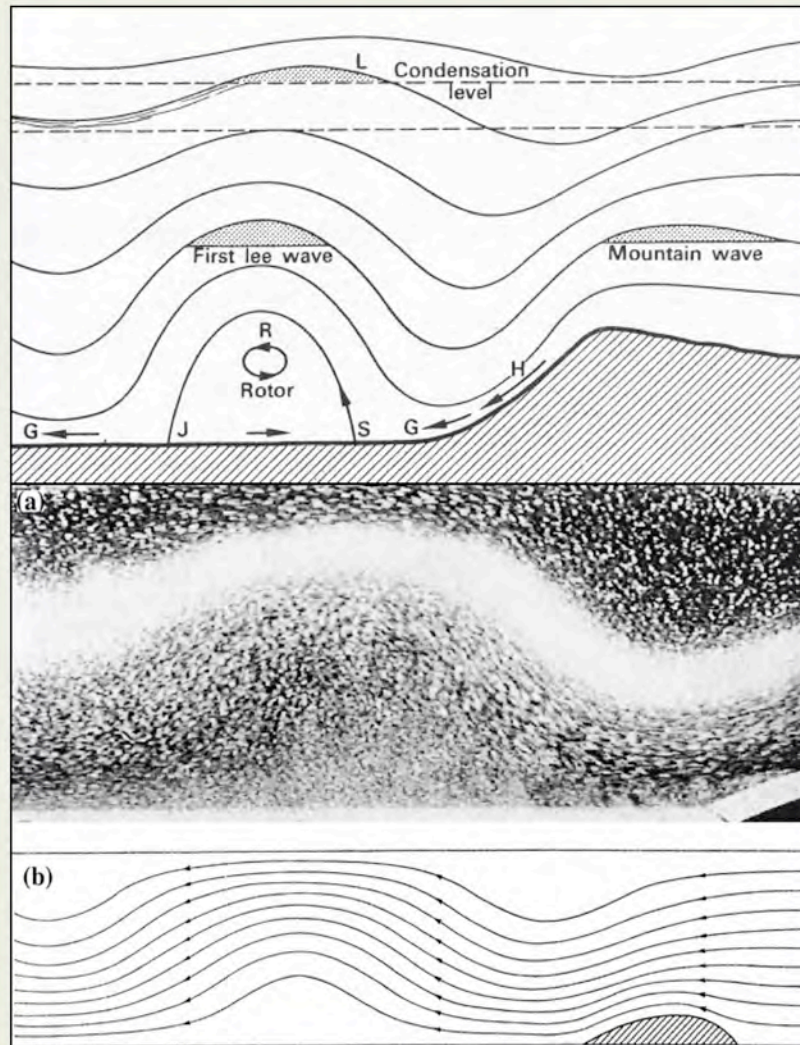 L
Condensation
level
First lee wave
Mountain wave
R
Rotor
H
G
J
S
G
(a)
(b)